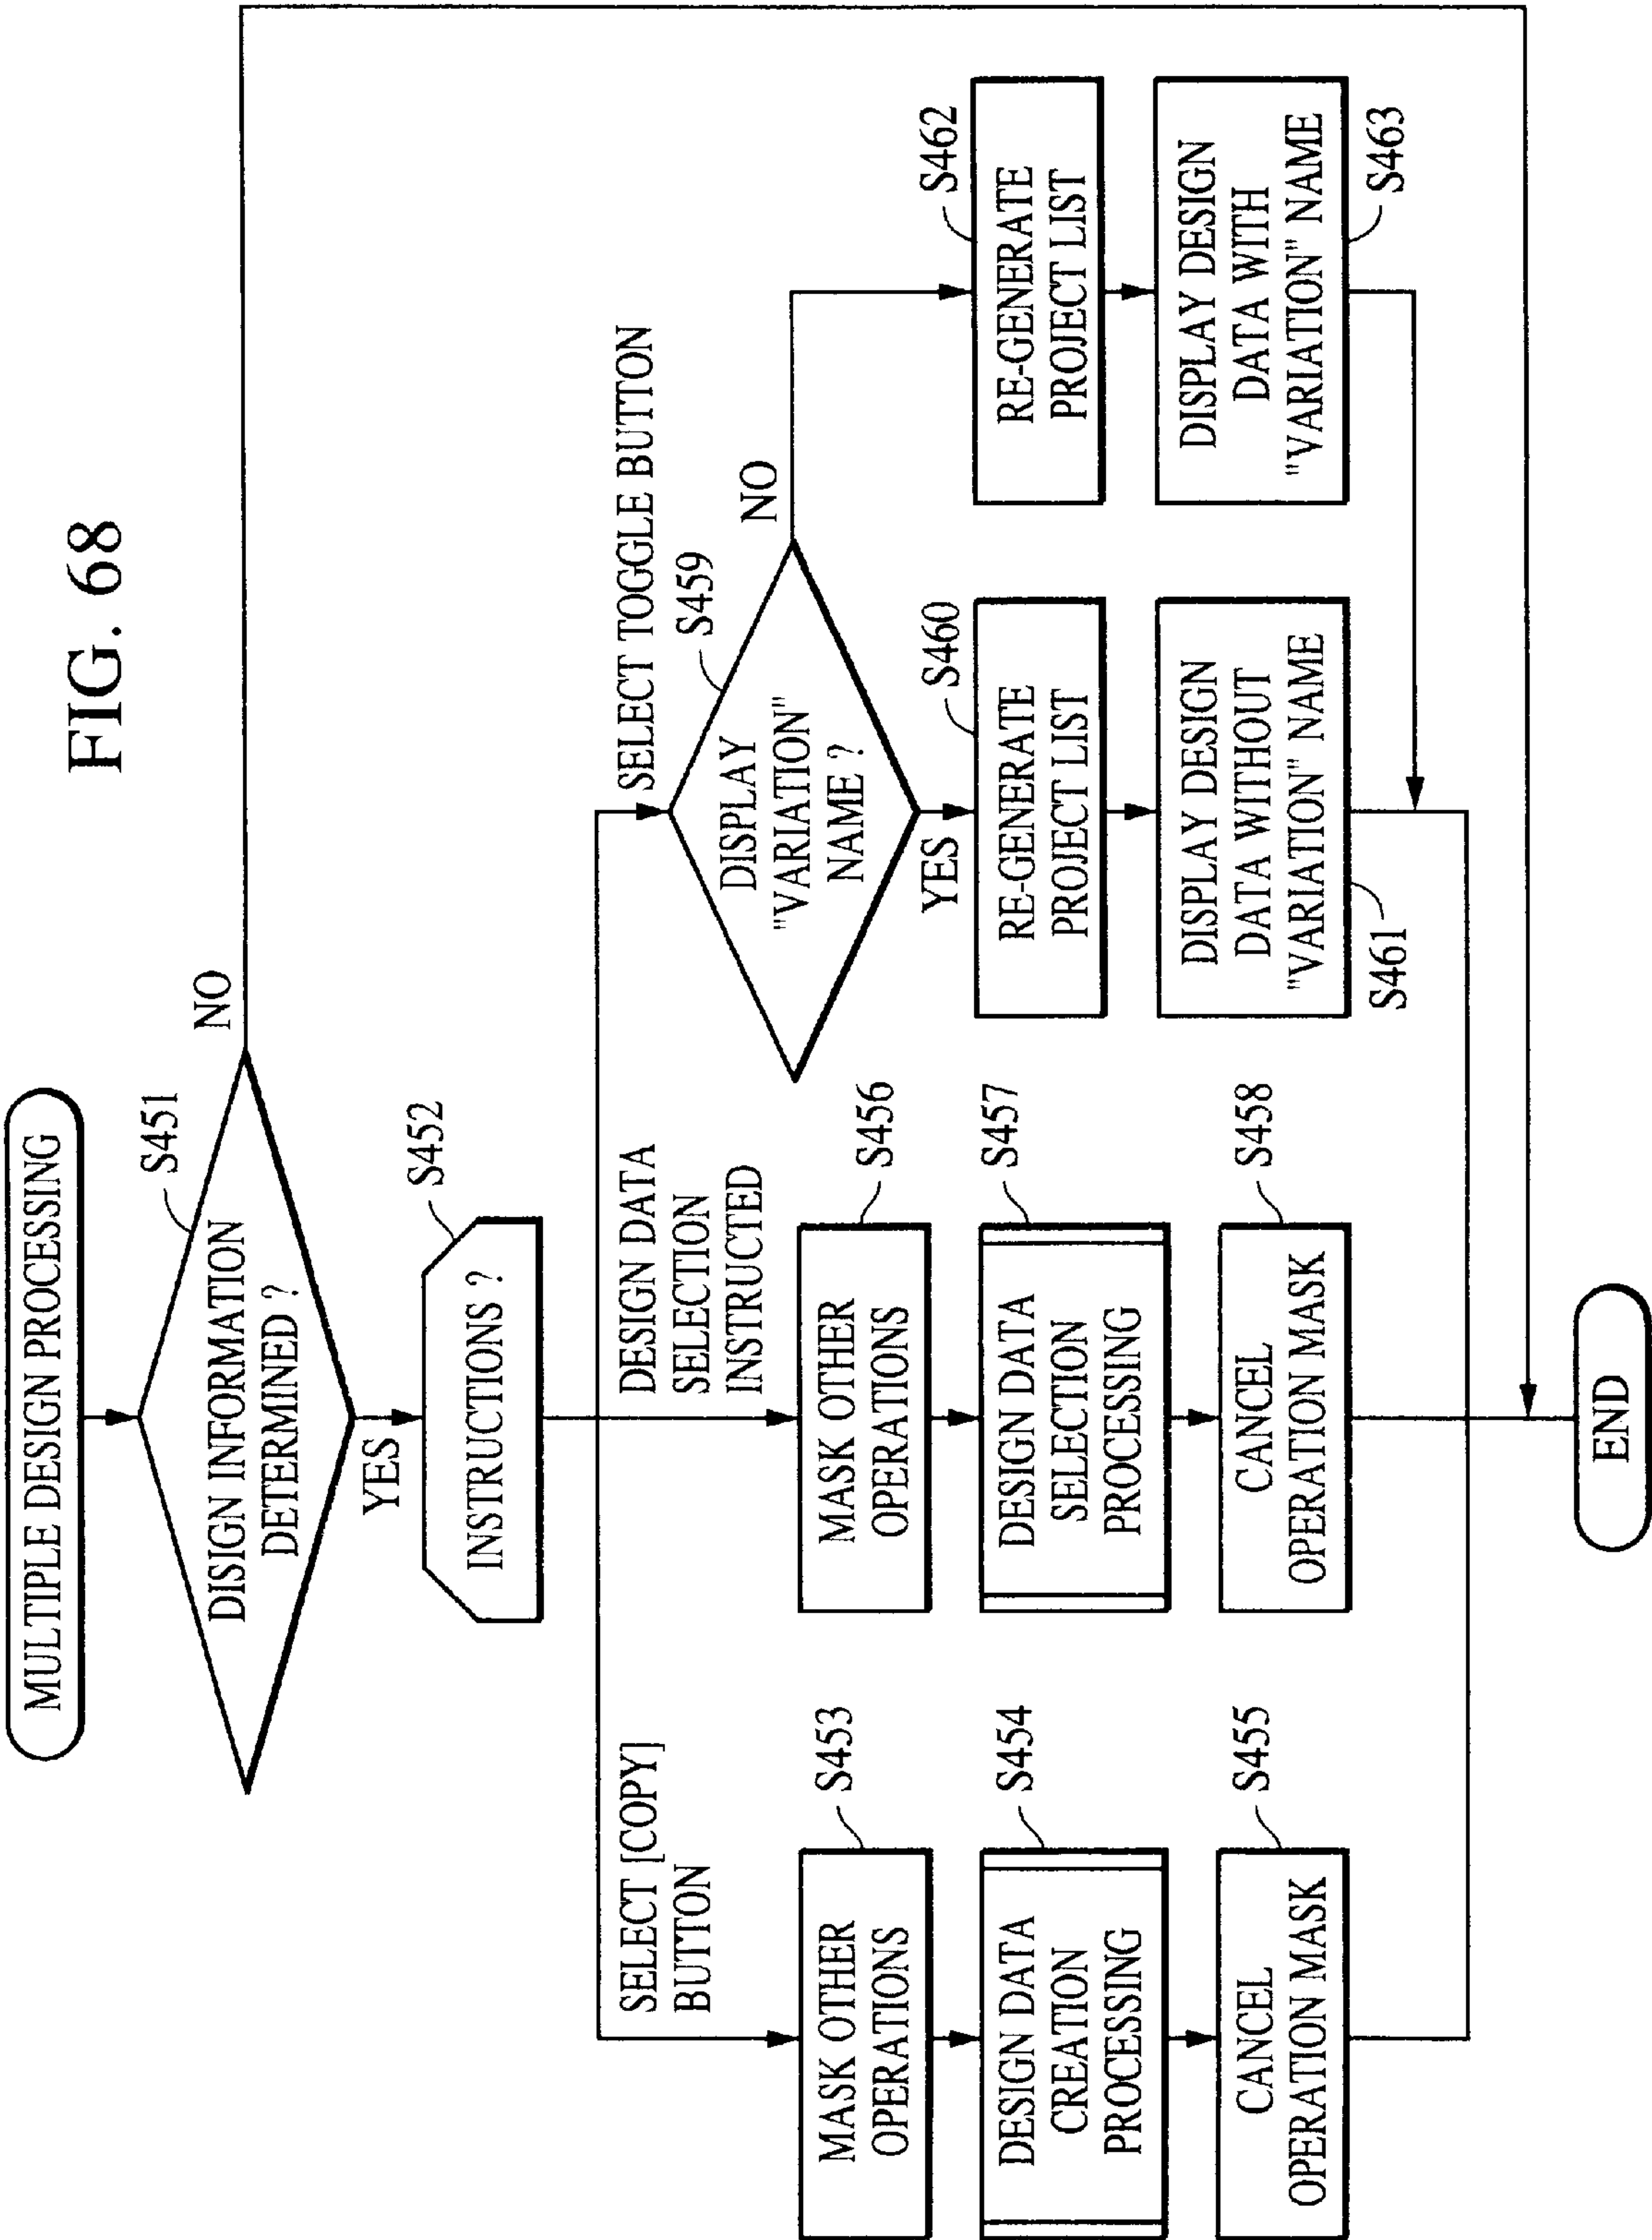 FIG. 68
MULTIPLE DESIGN PROCESSING
S451
DISIGN INFORMATION
DETERMINED ?
NO
YES
S452
INSTRUCTIONS ?
SELECT [COPY]
BUTTON
S453
MASK OTHER
OPERATIONS
S454
DESIGN DATA
CREATION
PROCESSING
S455
CANCEL
OPERATION MASK
DESIGN DATA
SELECTION
INSTRUCTED
S456
MASK OTHER
OPERATIONS
S457
DESIGN DATA
SELECTION
PROCESSING
S458
CANCEL
OPERATION MASK
SELECT TOGGLE BUTTON
S459
DISPLAY
"VARIATION"
NAME ?
NO
YES
S460
RE-GENERATE
PROJECT LIST
DISPLAY DESIGN
DATA WITHOUT
"VARIATION" NAME
S461
S462
RE-GENERATE
PROJECT LIST
DISPLAY DESIGN
DATA WITH
"VARIATION" NAME
S463
END